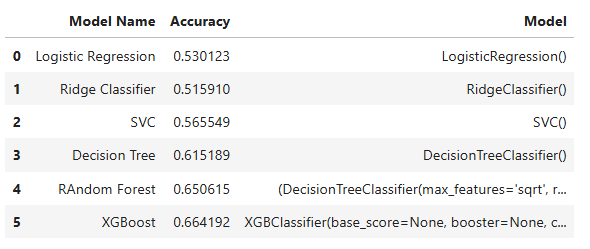 Model Name Accuracy Model
0 Logistic Regression 0.530123 LogisticRegression()
1 Ridge Classifier 0.515910 RidgeClassifier()
2 SVC 0.565549 SVC()
3 Decision Tree 0.615189 DecisionTreeClassifier()
4 RAndom Forest 0.650615 (DecisionTreeClassifier(max_features='sqrt', r...
5 XGBoost 0.664192 XGBClassifier(base_score=None, booster=None, c...